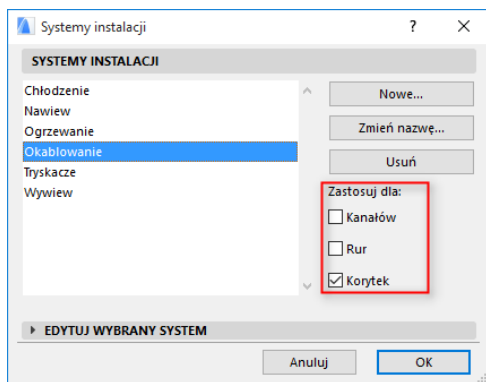 Systemy instalacji
SYSTEMY INSTALACJI
Chłodzenie
Nawiew
Ogrzewanie
Okablowanie
Tryskacze
Wywiew
Nowe...
Zmień nazwę...
Usuń
Zastosuj dla:
Kanałów
Rur
Korytek
EDYTUJ WYBRANY SYSTEM
Anuluj
OK